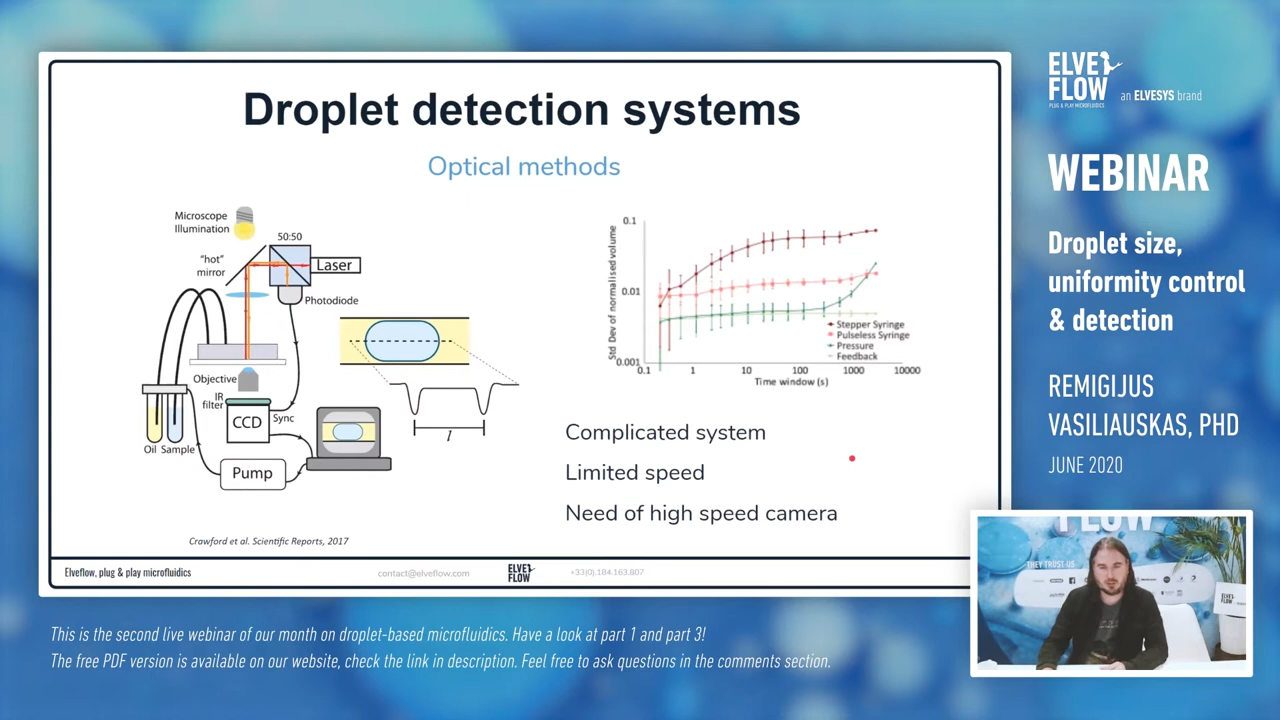 Droplet detection systems
Optical methods
Microscope
Illumination
50:50
"hot"
mirror
Laser
Photodiode
Objective
IR
filter
CCD
Sync
Oil
Sample
Pump
l
Crawford et al. Scientific Reports, 2017
Std Dev of normalised volume
0.1
0.01
0.001
0.1
1
10
100
1000
10000
Time window (s)
Stepper Syringe
Pulseless Syringe
Pressure
Feedback
Complicated system
Limited speed
Need of high speed camera
Elveflow, plug & play microfluidics
contact@elveflow.com
ELVE
FLOW
+33(0).184.163.807
ELVE
FLOW
PLUG & PLAY MICROFLUIDICS
an ELVESYS brand
WEBINAR
Droplet size,
uniformity control
& detection
REMIGIJUS
VASILIAUSKAS, PHD
JUNE 2020
FLOW
THEY TRUST US
ELVE
FLOW
This is the second live webinar of our month on droplet-based microfluidics. Have a look at part 1 and part 3!
The free PDF version is available on our website, check the link in description. Feel free to ask questions in the comments section.